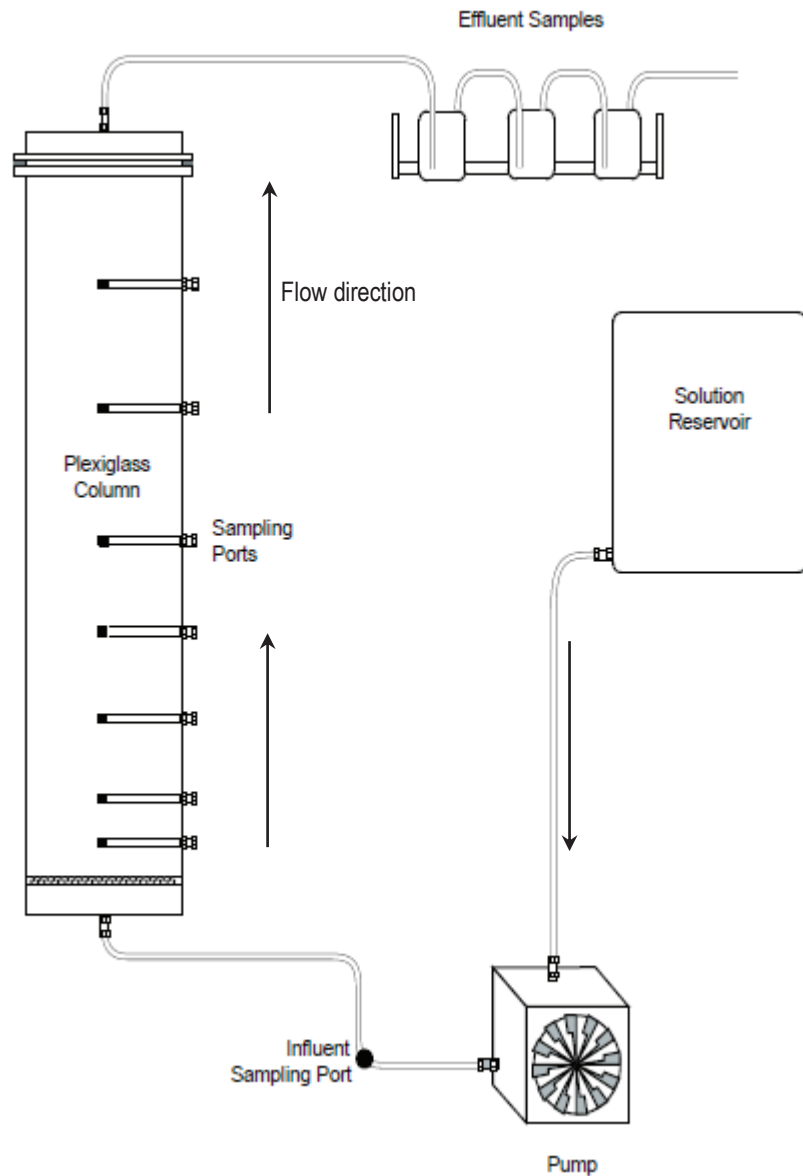 Effluent Samples
Flow direction
Solution
Reservoir
Plexiglass
Column
Sampling
Ports
Influent
Sampling Port
Pump